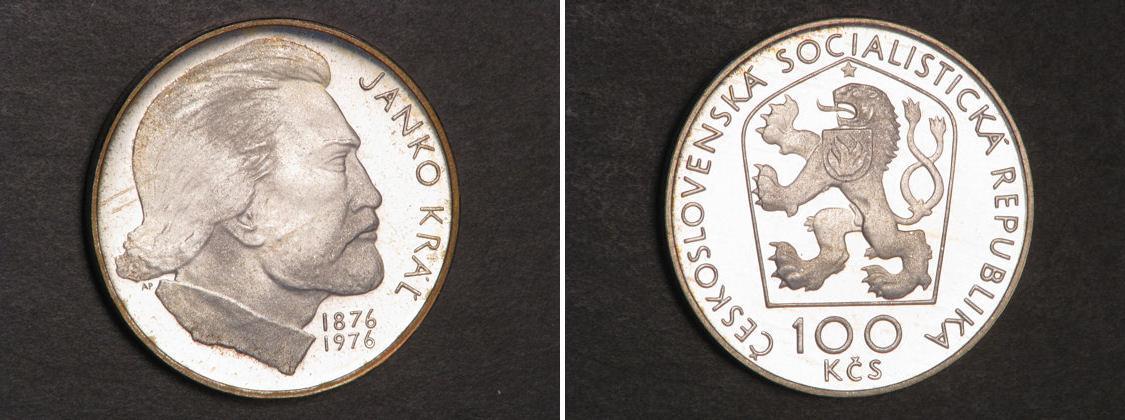 JANKO KRÁĽ
AP
1876
1976
ČESKOSLOVENSKÁ SOCIALISTICKÁ REPUBLIKA
100
KČS